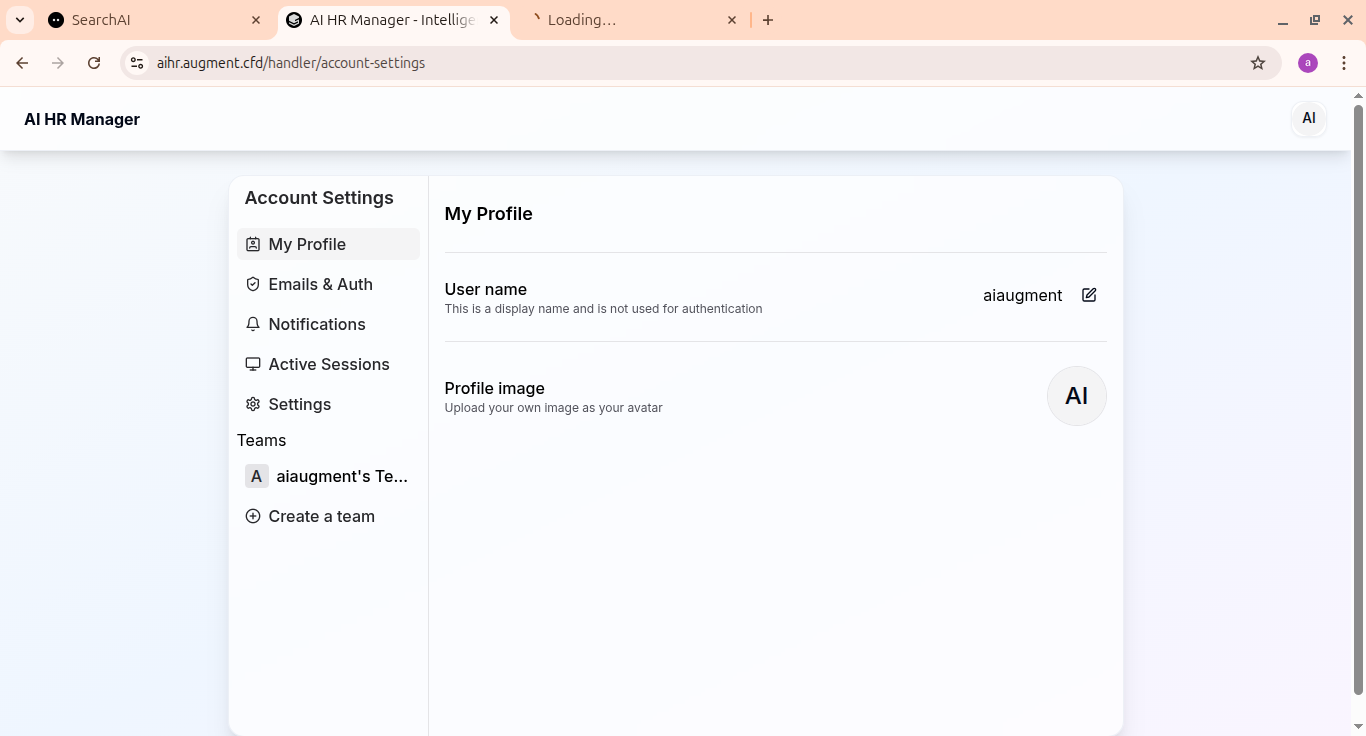 SearchAI
AI HR Manager - Intellige
Loading...
aihr.augment.cfd/handler/account-settings
a
AI HR Manager
AI
Account Settings
My Profile
Emails & Auth
Notifications
Active Sessions
Settings
Teams
A aiaugment's Te...
Create a team
My Profile
User name
This is a display name and is not used for authentication
aiaugment
Profile image
Upload your own image as your avatar
AI